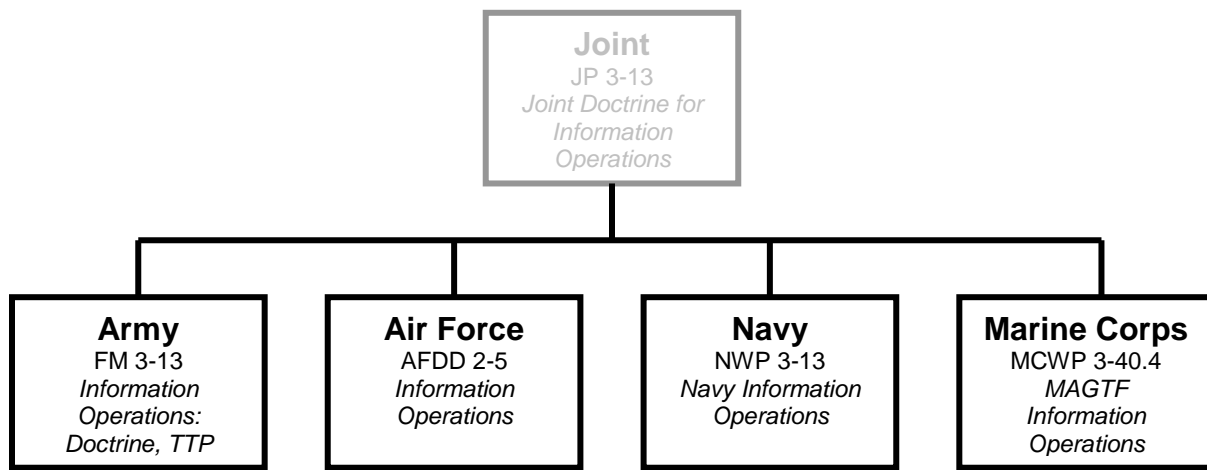 Joint
JP 3-13
Joint Doctrine for
Information
Operations
Army
FM 3-13
Information
Operations:
Doctrine, TTP
Air Force
AFDD 2-5
Information
Operations
Navy
NWP 3-13
Navy Information
Operations
Marine Corps
MCWP 3-40.4
MAGTF
Information
Operations